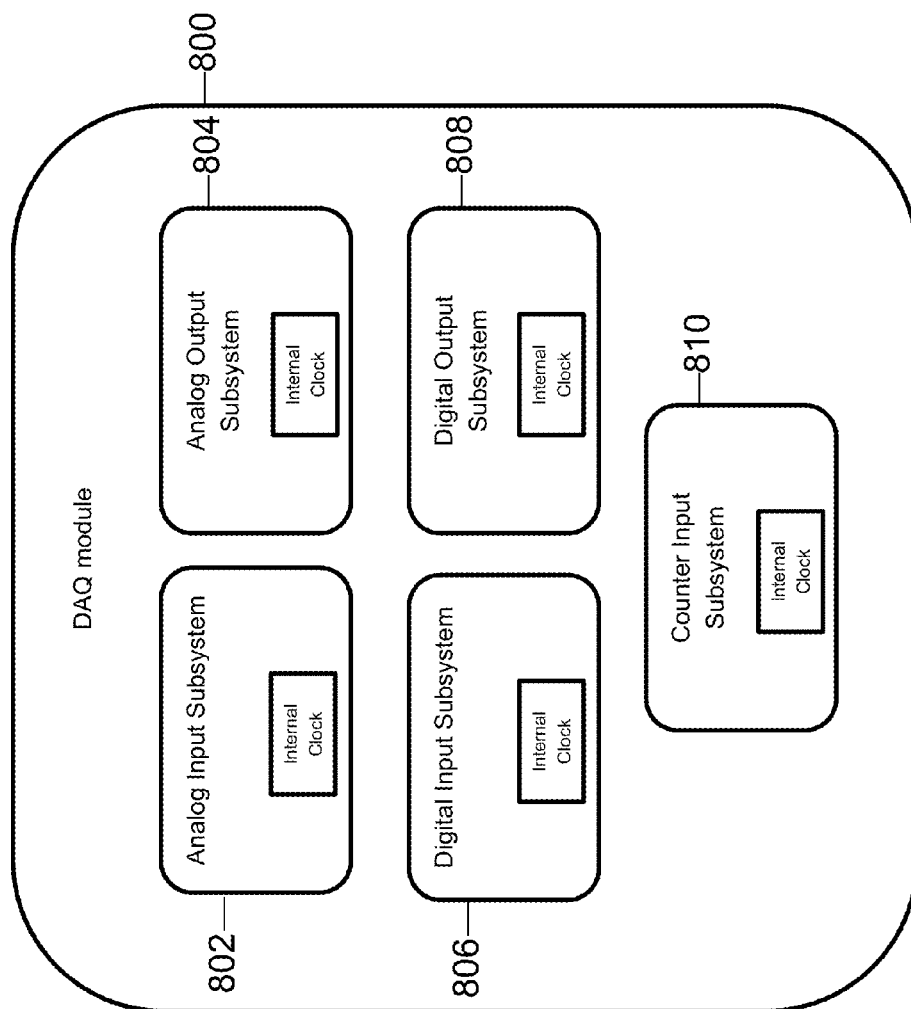 800
DAQ module
802
Analog Input Subsystem
Internal
Clock
804
Analog Output
Subsystem
Internal
Clock
806
Digital Input Subsystem
Internal
Clock
808
Digital Output
Subsystem
Internal
Clock
810
Counter Input
Subsystem
Internal
Clock